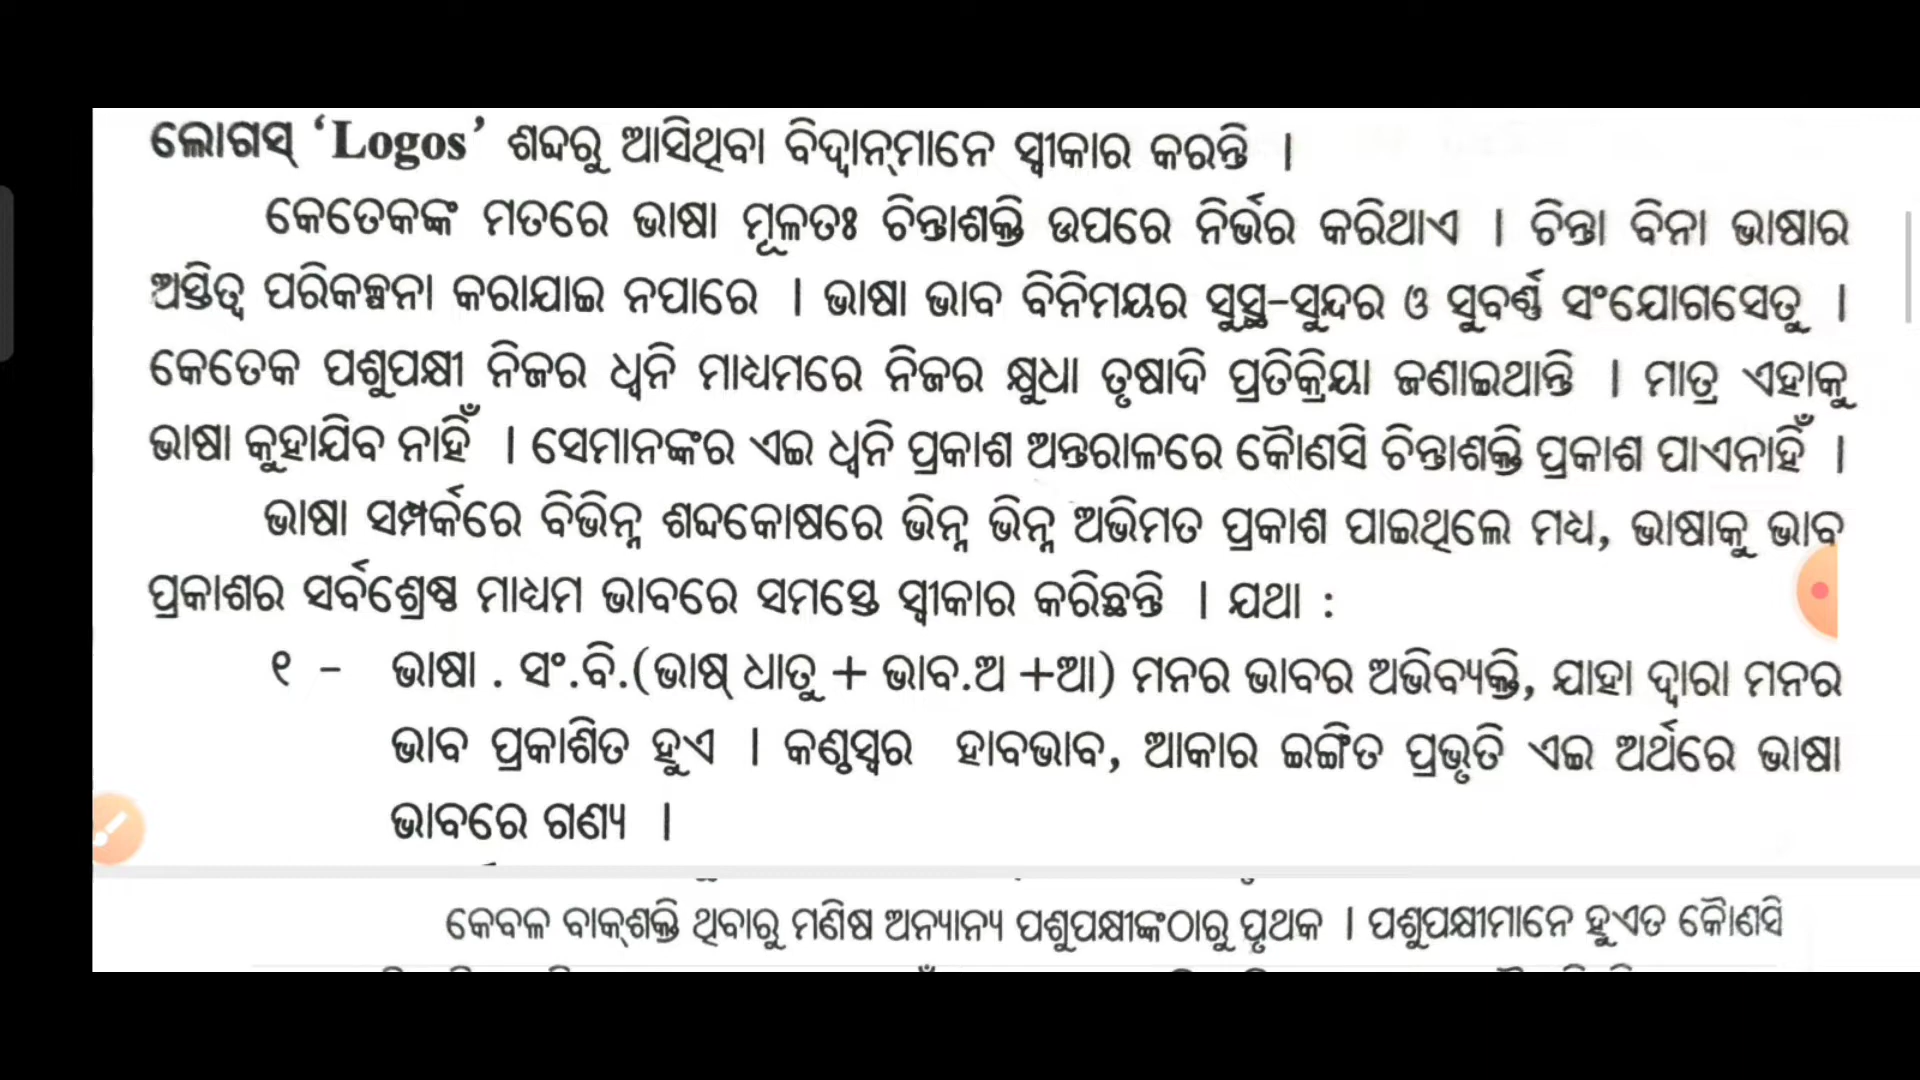 ଲୋଗସ୍ ‘Logos’ ଶବ୍ଦରୁ ଆସିଥିବା ବିଦ୍ୱାନ୍‌ମାନେ ସ୍ୱୀକାର କରନ୍ତି ।
କେତେକଙ୍କ ମତରେ ଭାଷା ମୂଳତଃ ଚିନ୍ତାଶକ୍ତି ଉପରେ ନିର୍ଭର କରିଥାଏ । ଚିନ୍ତା ବିନା ଭାଷାର
ଅସ୍ତିତ୍ୱ ପରିକଳ୍ପନା କରାଯାଇ ନପାରେ । ଭାଷା ଭାବ ବିନିମୟର ସୁସ୍ଥ-ସୁନ୍ଦର ଓ ସୁବର୍ଣ୍ଣ ସଂଯୋଗସେତୁ ।
କେତେକ ପଶୁପକ୍ଷୀ ନିଜର ଧ୍ୱନି ମାଧ୍ୟମରେ ନିଜର କ୍ଷୁଧା ତୃଷାଦି ପ୍ରତିକ୍ରିୟା ଜଣାଇଥାନ୍ତି । ମାତ୍ର ଏହାକୁ
ଭାଷା କୁହାଯିବ ନାହିଁ । ସେମାନଙ୍କର ଏଇ ଧ୍ୱନି ପ୍ରକାଶ ଅନ୍ତରାଳରେ କୌଣସି ଚିନ୍ତାଶକ୍ତି ପ୍ରକାଶ ପାଏନାହିଁ ।
ଭାଷା ସମ୍ପର୍କରେ ବିଭିନ୍ନ ଶବ୍ଦକୋଷରେ ଭିନ୍ନ ଭିନ୍ନ ଅଭିମତ ପ୍ରକାଶ ପାଇଥିଲେ ମଧ୍ୟ, ଭାଷାକୁ ଭାବ
ପ୍ରକାଶର ସର୍ବଶ୍ରେଷ୍ଠ ମାଧ୍ୟମ ଭାବରେ ସମସ୍ତେ ସ୍ୱୀକାର କରିଛନ୍ତି । ଯଥା :
୧ - ଭାଷା . ସଂ.ବି.(ଭାଷ୍ ଧାତୁ + ଭାବ.ଅ +ଆ) ମନର ଭାବର ଅଭିବ୍ୟକ୍ତି, ଯାହା ଦ୍ୱାରା ମନର
ଭାବ ପ୍ରକାଶିତ ହୁଏ । କଣ୍ଠସ୍ୱର ହାବଭାବ, ଆକାର ଇଙ୍ଗିତ ପ୍ରଭୃତି ଏଇ ଅର୍ଥରେ ଭାଷା
ଭାବରେ ଗଣ୍ୟ ।
କେବଳ ବାକ୍‌ଶକ୍ତି ଥିବାରୁ ମଣିଷ ଅନ୍ୟାନ୍ୟ ପଶୁପକ୍ଷୀଙ୍କଠାରୁ ପୃଥକ । ପଶୁପକ୍ଷୀମାନେ ହୁଏତ କୌଣସି